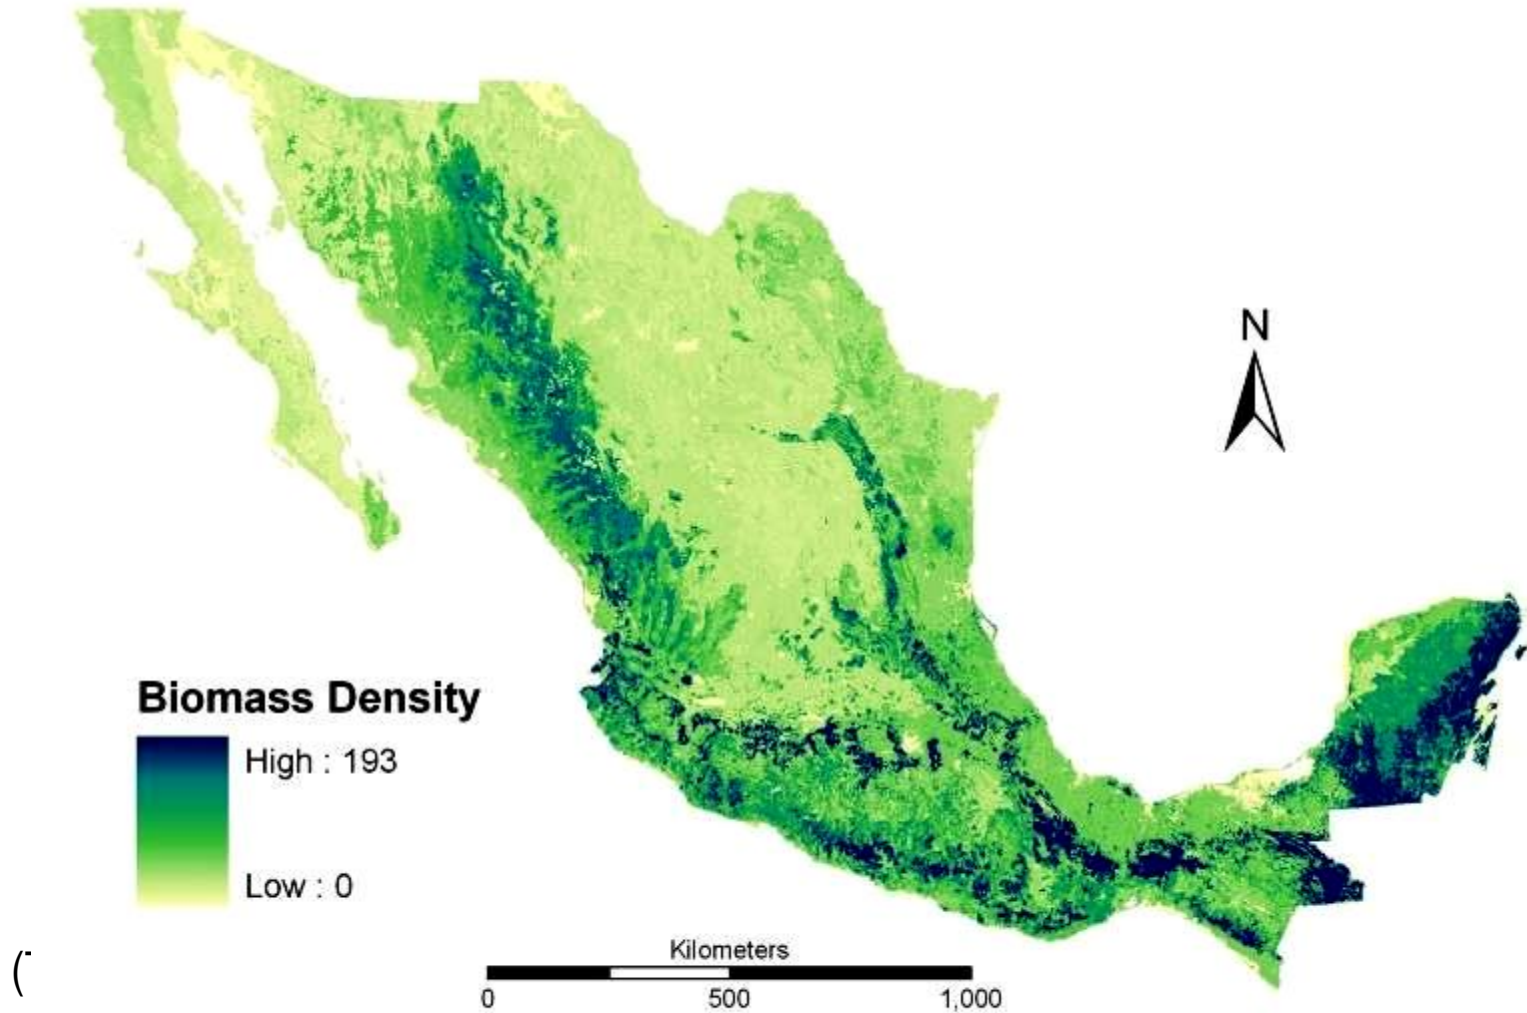 N
Biomass Density
High : 193
Low : 0
Kilometers
0 500 1,000
(